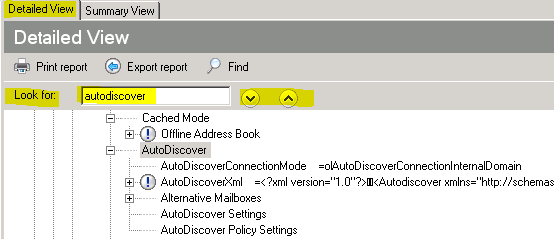 Detailed View Summary View
Detailed View
Print report Export report Find
Look for: autodiscover
Cached Mode
Offline Address Book
AutoDiscover
AutoDiscoverConnectionMode =olAutoDiscoverConnectionInternalDomain
AutoDiscoverXml =<?xml version="1.0"?>▯▯<Autodiscover xmlns="http://schemas
Alternative Mailboxes
AutoDiscover Settings
AutoDiscover Policy Settings